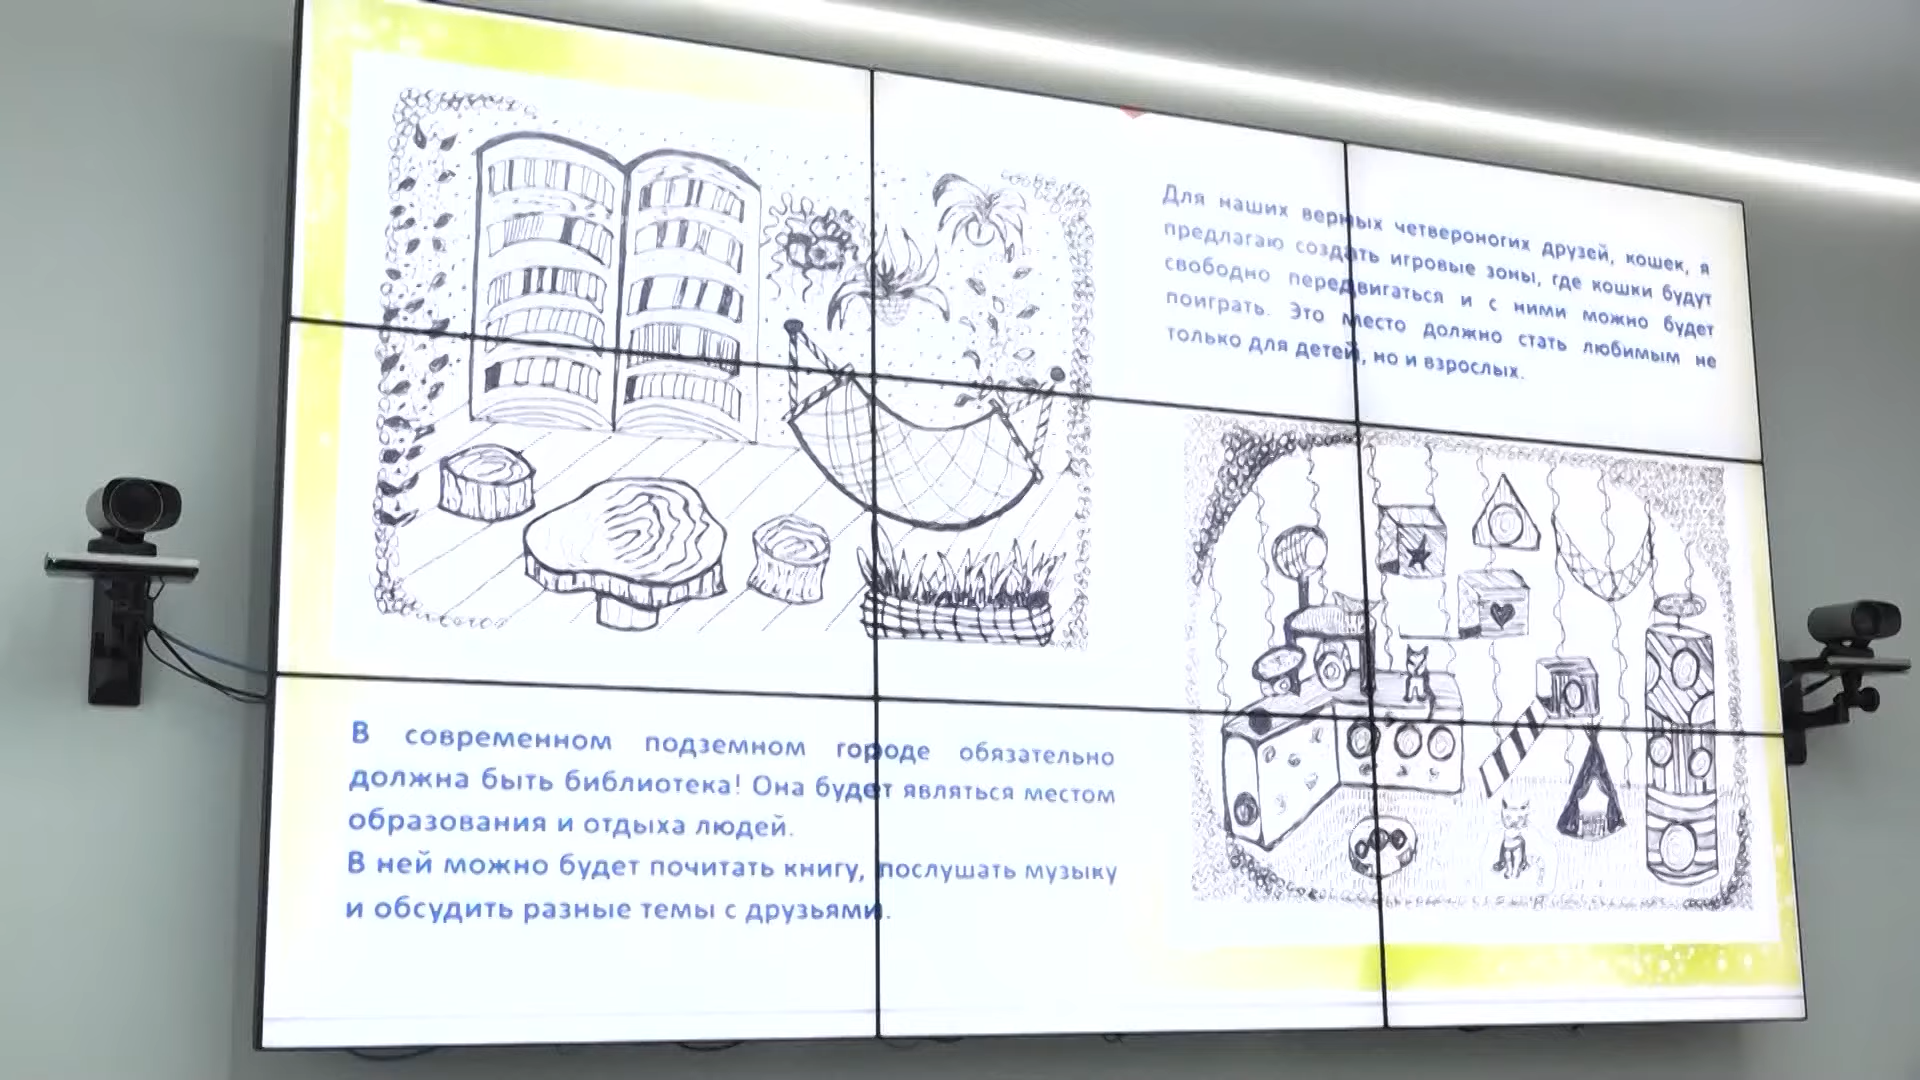 В современном подземном городе обязательно
должна быть библиотека! Она будет являться местом
образования и отдыха людей.
В ней можно будет почитать книгу, послушать музыку
и обсудить разные темы с друзьями.
Для наших верных четвероногих друзей, кошек, я
предлагаю создать игровые зоны, где кошки будут
свободно передвигаться и с ними можно будет
поиграть. Это место должно стать любимым не
только для детей, но и взрослых.